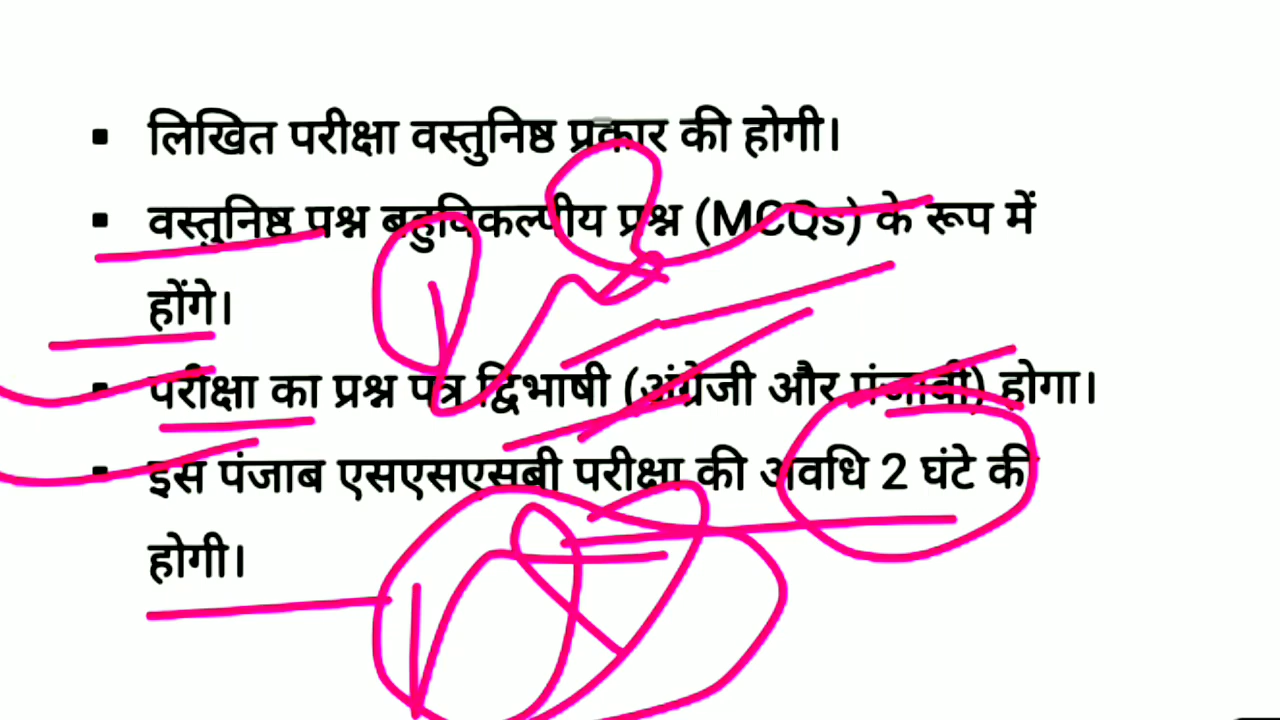 ▪ लिखित परीक्षा वस्तुनिष्ठ प्रकार की होगी।
▪ वस्तुनिष्ठ प्रश्न बहुविकल्पीय प्रश्न (MCQs) के रूप में
होंगे।
▪ परीक्षा का प्रश्न पत्र द्विभाषी (अंग्रेजी और पंजाबी) होगा।
▪ इस पंजाब एसएसएसबी परीक्षा की अवधि 2 घंटे की
होगी।